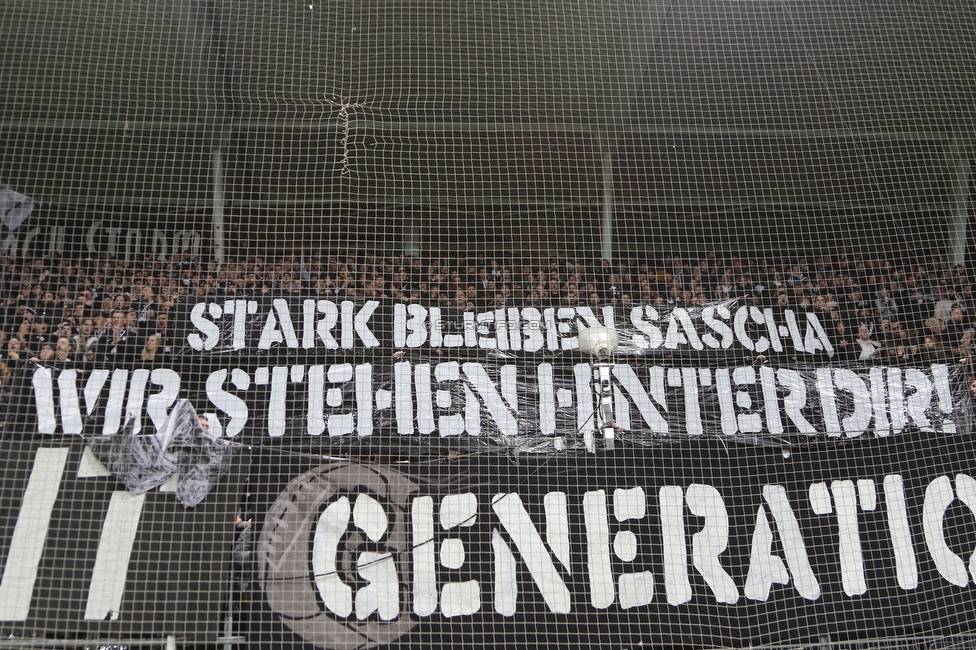 STARK BLEIBEN SASCHA
WIR STEHEN HINTER DIR!
GENERATIO